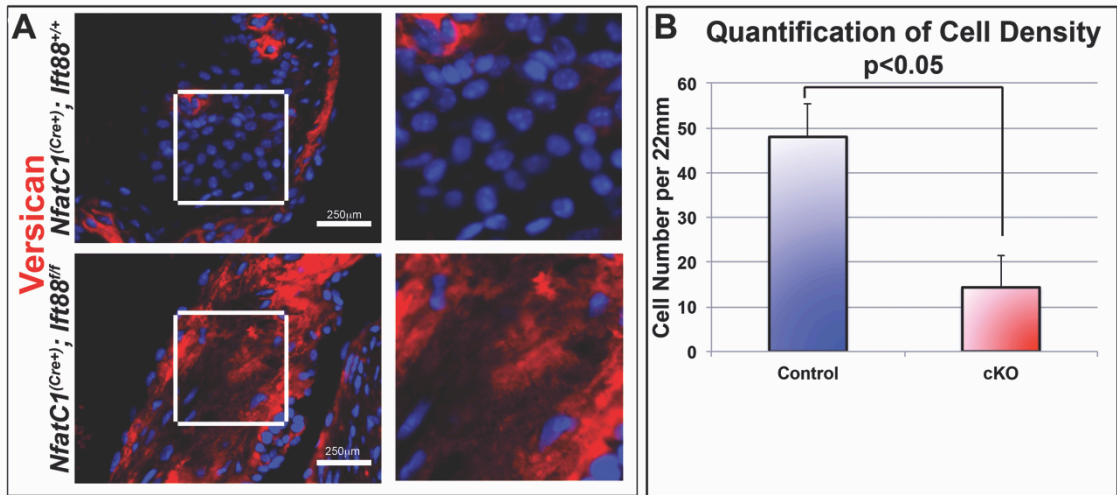 A
Versican
NfatC1(Cre+); Ift88+/+
250µm
NfatC1(Cre+); Ift88f/f
250µm
B
Quantification of Cell Density
p<0.05
Cell Number per 22mm
60
50
40
30
20
10
0
Control
cKO